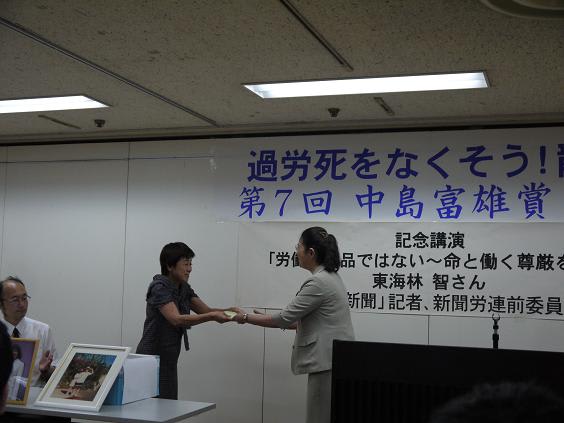 過労死をなくそう!
第7回 中島富雄賞
記念講演
「労働 品ではない～命と働く尊厳を
東海林 智さん
新聞」記者、新聞労連前委員